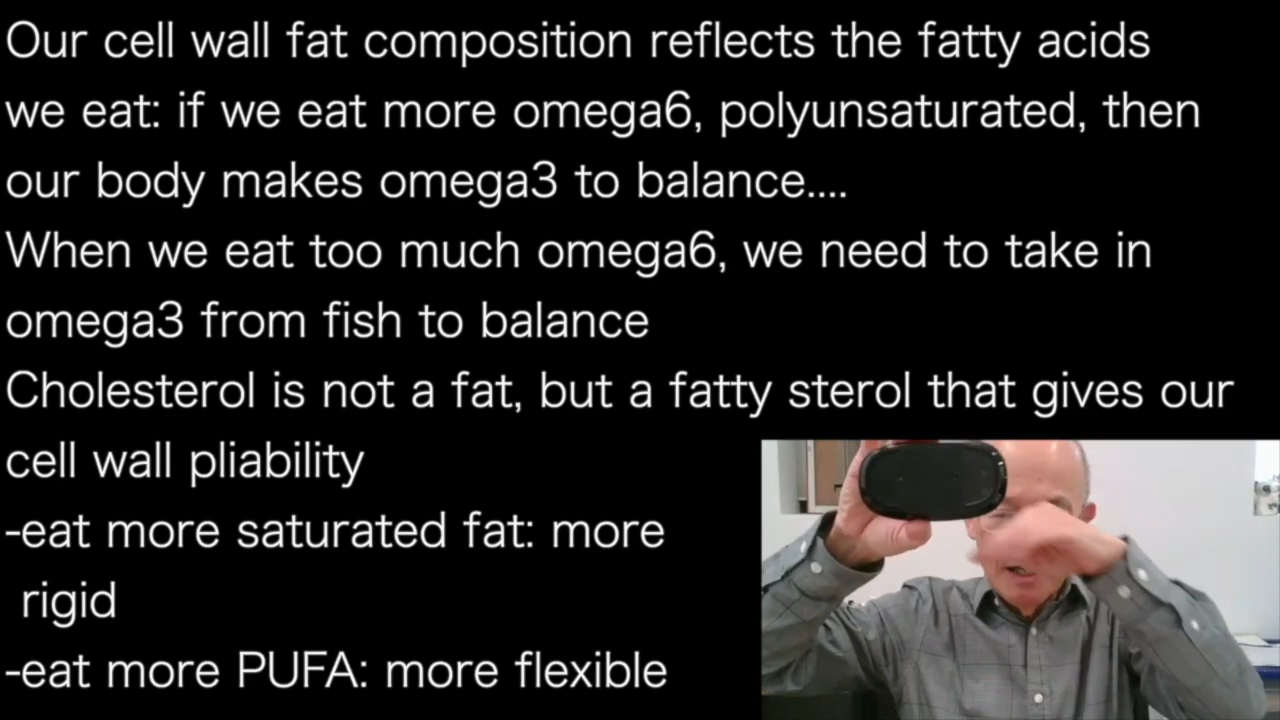 Our cell wall fat composition reflects the fatty acids
we eat: if we eat more omega6, polyunsaturated, then
our body makes omega3 to balance....
When we eat too much omega6, we need to take in
omega3 from fish to balance
Cholesterol is not a fat, but a fatty sterol that gives our
cell wall pliability
-eat more saturated fat: more
rigid
-eat more PUFA: more flexible